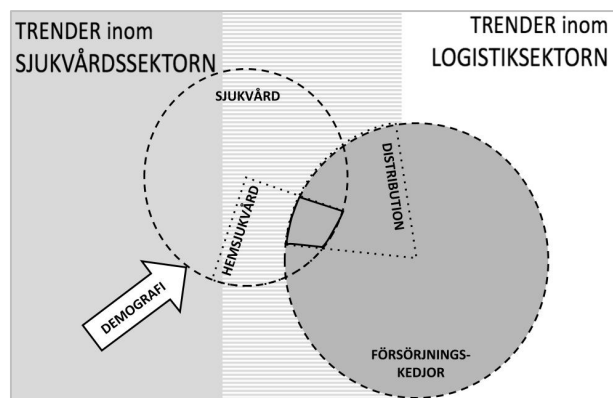 TRENDER inom
SJUKVÅRDSSEKTORN
TRENDER inom
LOGISTIKSEKTORN
SJUKVÅRD
HEMSJUKVÅRD
DISTRIBUTION
DEMOGRAFI
FÖRSÖRJNINGS-
KEDJOR